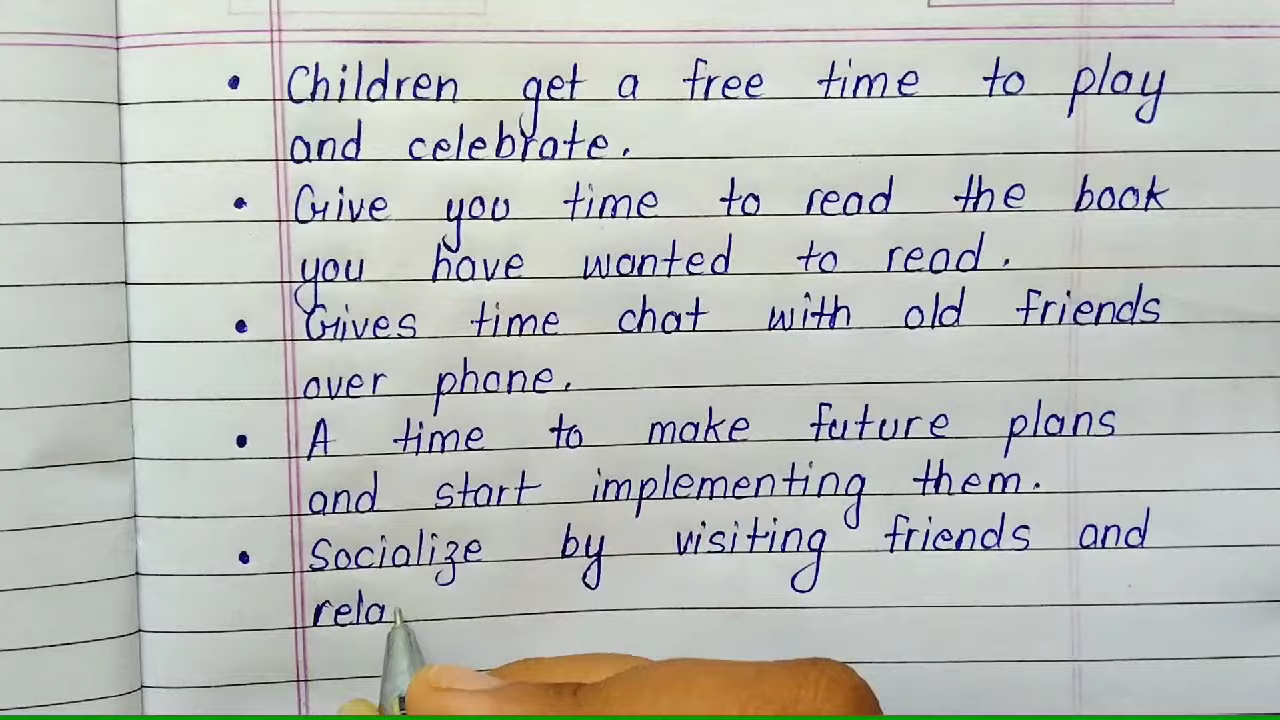 • Children get a free time to play
and celebrate.
• Give you time to read the book
you have wanted to read.
• Gives time chat with old friends
over phone.
• A time to make future plans
and start implementing them.
• Socialize by visiting friends and
rela